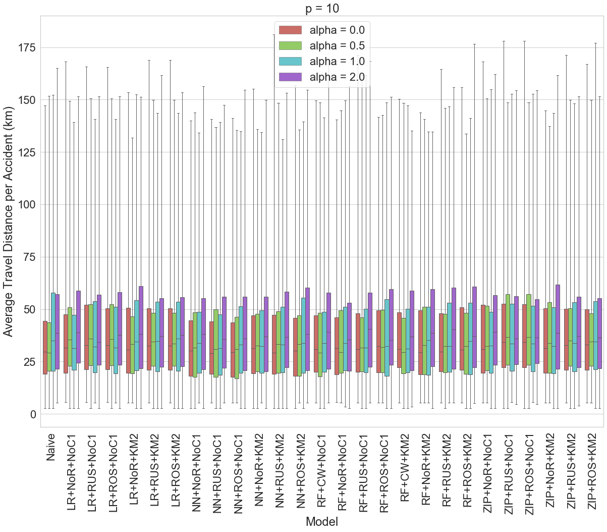 p = 10
alpha = 0.0
alpha = 0.5
alpha = 1.0
alpha = 2.0
Average Travel Distance per Accident (km)
175
150
125
100
75
50
25
0
Naive
LR+NoR+NoC1
LR+RUS+NoC1
LR+ROS+NoC1
LR+NoR+KM2
LR+RUS+KM2
LR+ROS+KM2
NN+NoR+NoC1
NN+RUS+NoC1
NN+ROS+NoC1
NN+NoR+KM2
NN+RUS+KM2
NN+ROS+KM2
RF+CW+NoC1
RF+NoR+NoC1
RF+RUS+NoC1
RF+ROS+NoC1
RF+CW+KM2
RF+NoR+KM2
RF+RUS+KM2
RF+ROS+KM2
ZIP+NoR+NoC1
ZIP+RUS+NoC1
ZIP+ROS+NoC1
ZIP+NoR+KM2
ZIP+RUS+KM2
ZIP+ROS+KM2
Model